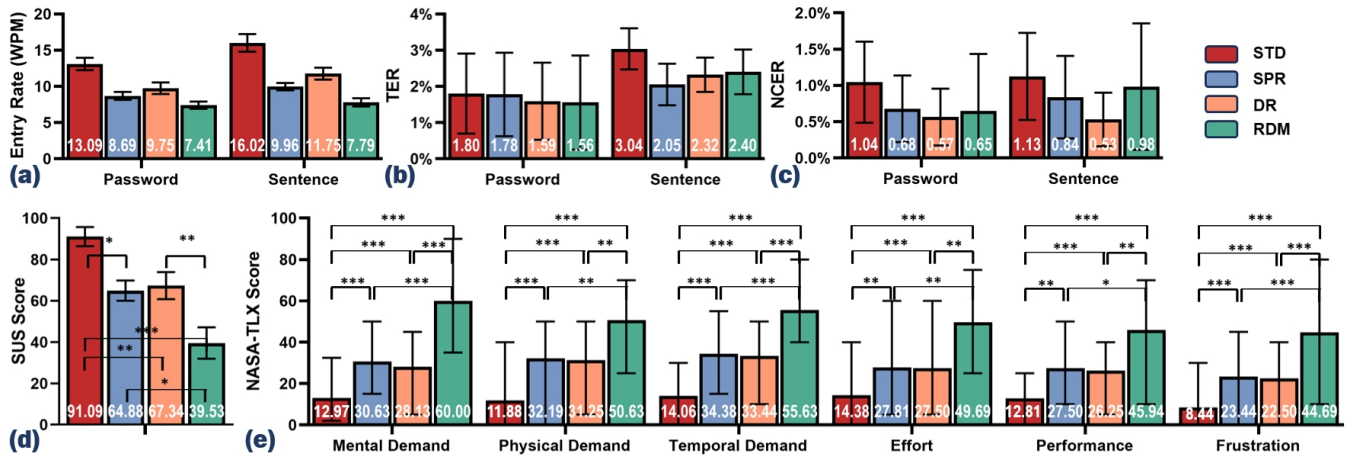 Entry Rate (WPM)
20
15
10
5
0
13.09 8.69 9.75 7.41
16.02 9.96 11.75 7.79
Password Sentence
(a)
TER
4%
3%
2%
1%
0%
1.80 1.78 1.59 1.56
3.04 2.05 2.32 2.40
Password Sentence
(b)
NCER
2.0%
1.5%
1.0%
0.5%
0.0%
1.04 0.68 0.57 0.65
1.13 0.84 0.53 0.98
Password Sentence
(c)
STD
SPR
DR
RDM
SUS Score
100
80
60
40
20
0
* **
***
**
*
91.09 64.88 67.34 39.53
(d)
NASA-TLX Score
100
80
60
40
20
0
*** *** *** *** *** ***
*** *** *** ** *** *** *** ** *** ** *** ***
*** *** *** ** *** *** ** ** ** * *** ***
12.97 30.63 28.13 60.00
11.88 32.19 31.25 50.63
14.06 34.38 33.44 55.63
14.38 27.81 27.50 49.69
12.81 27.50 26.25 45.94
8.44 23.44 22.50 44.69
Mental Demand Physical Demand Temporal Demand Effort Performance Frustration
(e)